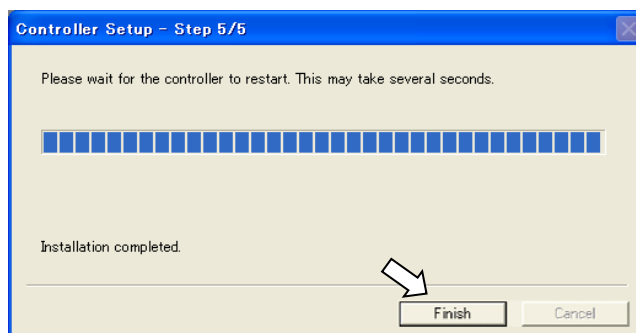 Controller Setup - Step 5/5
Please wait for the controller to restart. This may take several seconds.
Installation completed.
Finish
Cancel